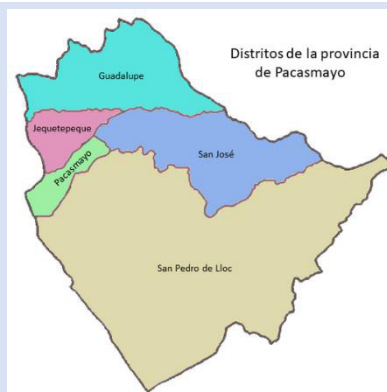 Distritos de la provincia
de Pacasmayo
Guadalupe
Jequetepeque
San José
Pacasmayo
San Pedro de Lloc